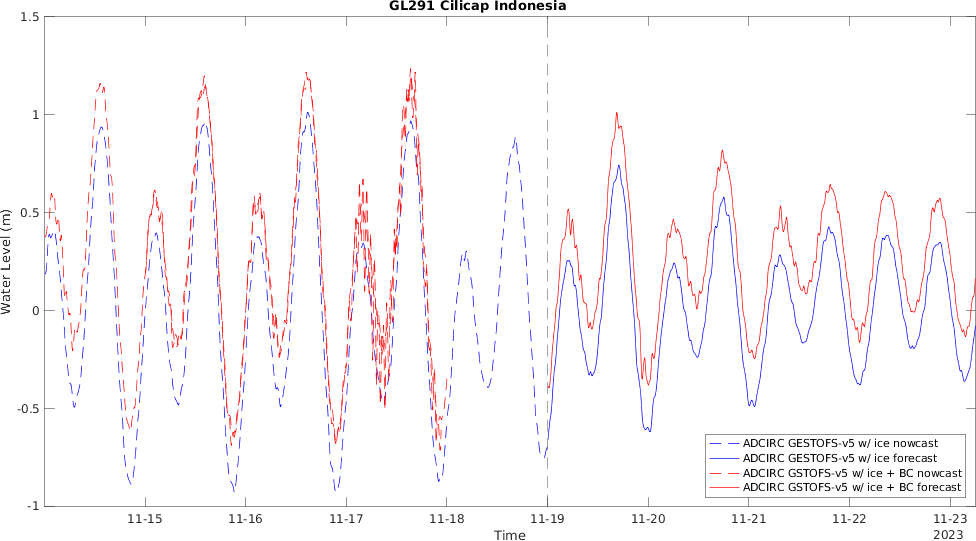 GL291 Cilicap Indonesia
Water Level (m)
1.5
1
0.5
0
-0.5
-1
11-15
11-16
11-17
11-18
11-19
11-20
11-21
11-22
11-23
2023
Time
ADCIRC GESTOFS-v5 w/ ice nowcast
ADCIRC GESTOFS-v5 w/ ice forecast
ADCIRC GSTOFS-v5 w/ ice + BC nowcast
ADCIRC GSTOFS-v5 w/ ice + BC forecast